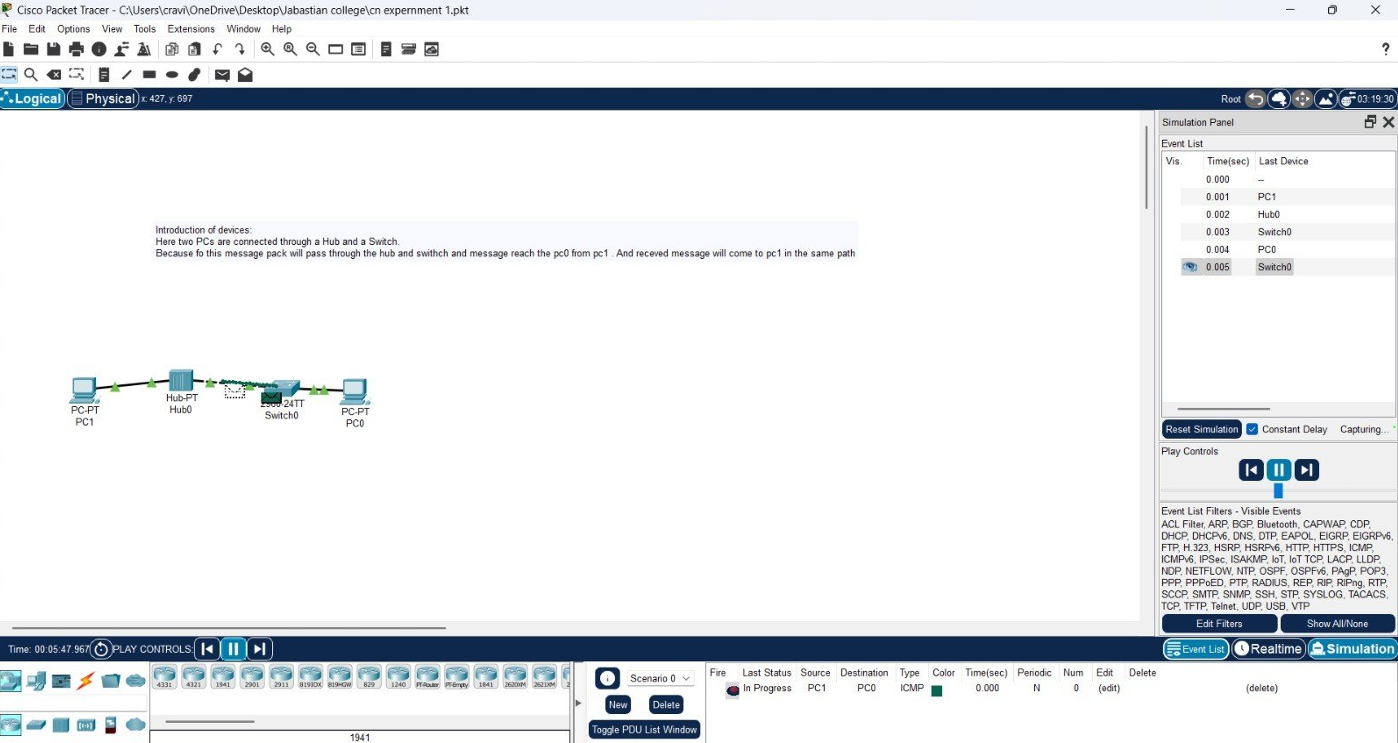 Cisco Packet Tracer - C:\Users\cravi\OneDrive\Desktop\Jabastian college\cn expernment 1.pkt
File Edit Options View Tools Extensions Window Help
?
Logical Physical x: 427, y: 697 Root 03:19:30
Simulation Panel
Event List
Vis. Time(sec) Last Device
0.000 --
0.001 PC1
0.002 Hub0
0.003 Switch0
0.004 PC0
0.005 Switch0
Introduction of devices:
Here two PCs are connected through a Hub and a Switch.
Because fo this message pack will pass through the hub and swithch and message reach the pc0 from pc1 . And receved message will come to pc1 in the same path
PC-PT
PC1
Hub-PT
Hub0
2960-24TT
Switch0
PC-PT
PC0
Reset Simulation Constant Delay Capturing...
Play Controls
Event List Filters - Visible Events
ACL Filter, ARP, BGP, Bluetooth, CAPWAP, CDP,
DHCP, DHCPv6, DNS, DTP, EAPOL, EIGRP, EIGRPv6,
FTP, H.323, HSRP, HSRPv6, HTTP, HTTPS, ICMP,
ICMPv6, IPSec, ISAKMP, IoT, IoT TCP, LACP, LLDP,
NDP, NETFLOW, NTP, OSPF, OSPFv6, PAgP, POP3,
PPP, PPPoED, PTP, RADIUS, REP, RIP, RIPng, RTP,
SCCP, SMTP, SNMP, SSH, STP, SYSLOG, TACACS,
TCP, TFTP, Telnet, UDP, USB, VTP
Edit Filters Show All/None
Time: 00:05:47.967 PLAY CONTROLS: Event List Realtime Simulation
4331 4321 1941 2901 2911 819IOX 819HGW 829 1240 PT-Router PT-Empty 1841 2620XM 2621XM
1941
Scenario 0
New Delete
Toggle PDU List Window
Fire Last Status Source Destination Type Color Time(sec) Periodic Num Edit Delete
In Progress PC1 PC0 ICMP 0.000 N 0 (edit) (delete)